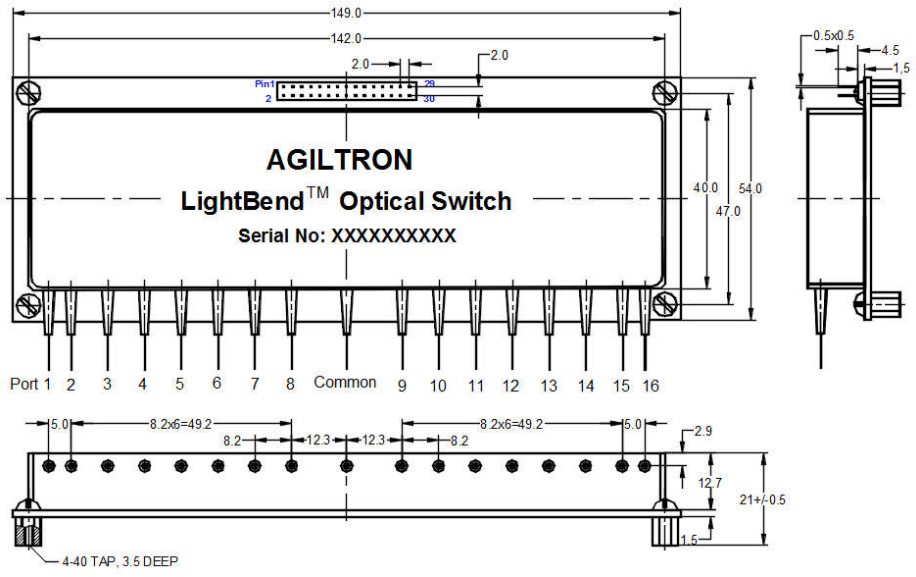 149.0
142.0
2.0
2.0
0.5x0.5
4.5
1,5
Pin1
29
2
30
AGILTRON
LightBend™ Optical Switch
Serial No: XXXXXXXXXX
40.0
47.0
54.0
Port 1 2 3 4 5 6 7 8 Common 9 10 11 12 13 14 15 16
5.0
8.2x6=49.2
8.2x6=49.2
5.0
8.2
12.3
12.3
8.2
2.9
12.7
21+/-0.5
1.5
4-40 TAP, 3.5 DEEP